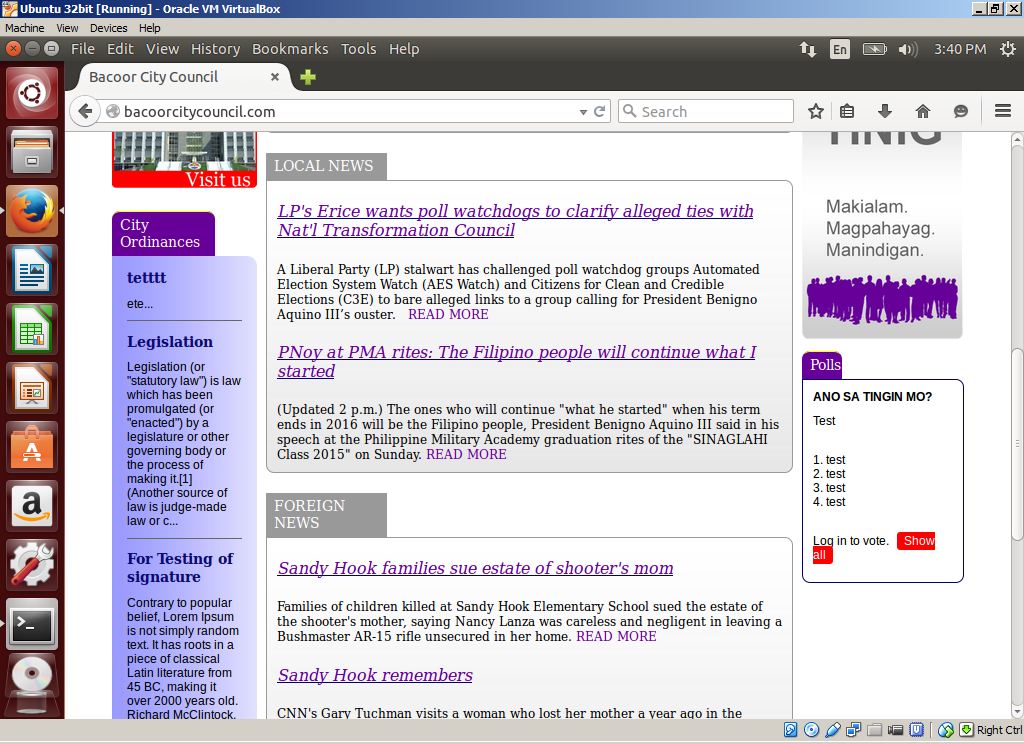 Ubuntu 32bit [Running] - Oracle VM VirtualBox
Machine View Devices Help
File Edit View History Bookmarks Tools Help
En
3:40 PM
Bacoor City Council
bacoorcitycouncil.com
Search
Visit us
City
Ordinances
tetttt
ete...
Legislation
Legislation (or
"statutory law") is law
which has been
promulgated (or
"enacted") by a
legislature or other
governing body or
the process of
making it.[1]
(Another source of
law is judge-made
law or c...
For Testing of
signature
Contrary to popular
belief, Lorem Ipsum
is not simply random
text. It has roots in a
piece of classical
Latin literature from
45 BC, making it
over 2000 years old.
Richard McClintock,
LOCAL NEWS
LP's Erice wants poll watchdogs to clarify alleged ties with
Nat'l Transformation Council
A Liberal Party (LP) stalwart has challenged poll watchdog groups Automated
Election System Watch (AES Watch) and Citizens for Clean and Credible
Elections (C3E) to bare alleged links to a group calling for President Benigno
Aquino III’s ouster. READ MORE
PNoy at PMA rites: The Filipino people will continue what I
started
(Updated 2 p.m.) The ones who will continue "what he started" when his term
ends in 2016 will be the Filipino people, President Benigno Aquino III said in his
speech at the Philippine Military Academy graduation rites of the "SINAGLAHI
Class 2015" on Sunday. READ MORE
FOREIGN
NEWS
Sandy Hook families sue estate of shooter's mom
Families of children killed at Sandy Hook Elementary School sued the estate of
the shooter's mother, saying Nancy Lanza was careless and negligent in leaving a
Bushmaster AR-15 rifle unsecured in her home. READ MORE
Sandy Hook remembers
CNN's Gary Tuchman visits a woman who lost her mother a year ago in the
TINIG
Makialam.
Magpahayag.
Manindigan.
Polls
ANO SA TINGIN MO?
Test
1. test
2. test
3. test
4. test
Log in to vote. Show
all
Right Ctrl